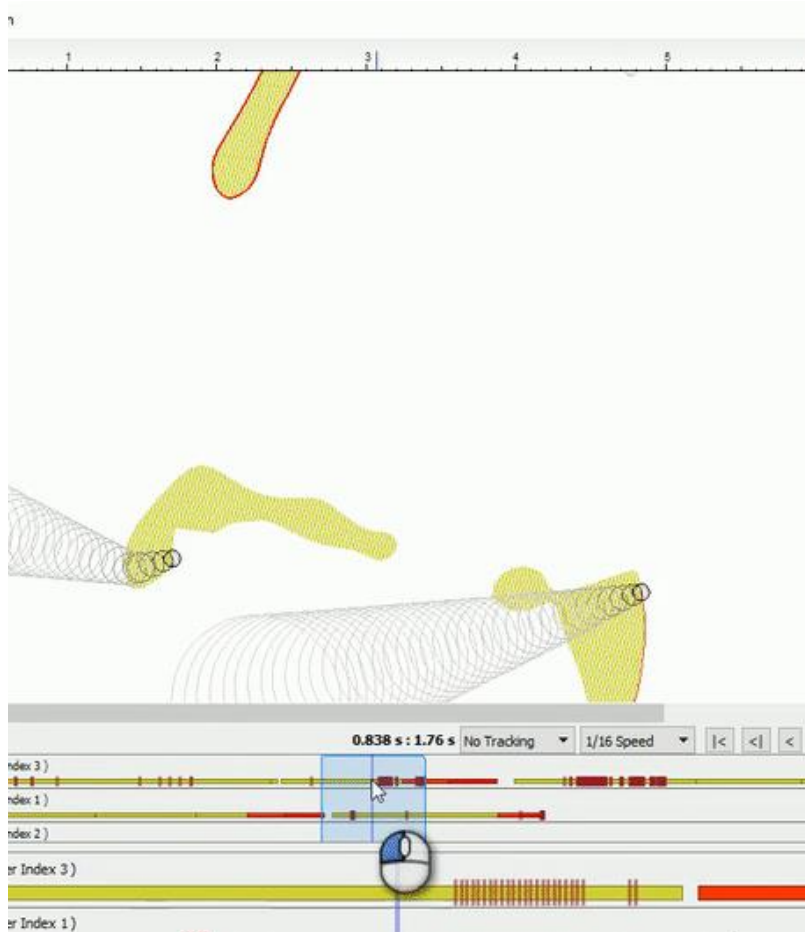 1 2 3 4 5
0.838 s : 1.76 s No Tracking 1/16 Speed |< <| <
ndex 3 )
ndex 1 )
ndex 2 )
er Index 3 )
er Index 1 )